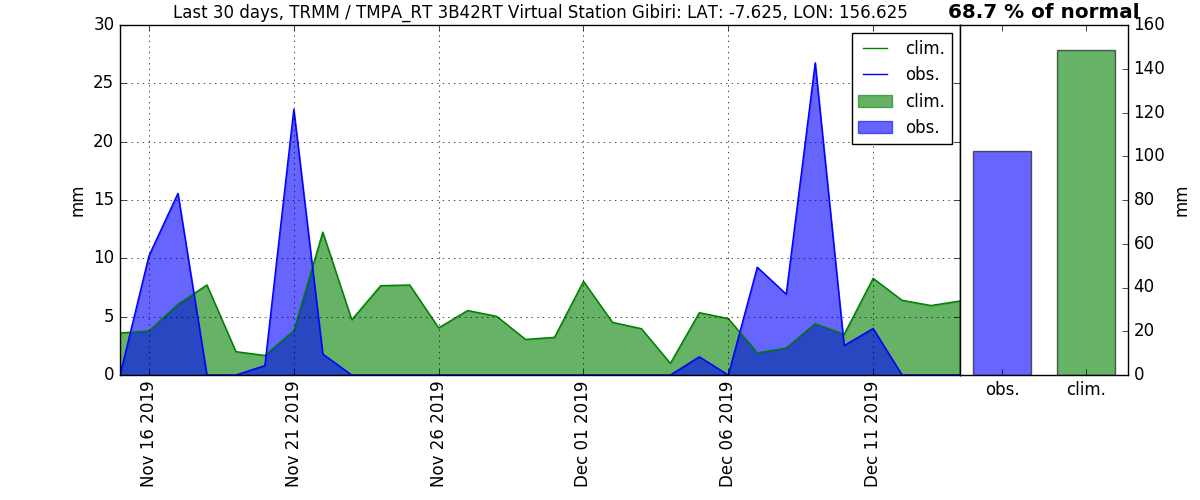 Last 30 days, TRMM / TMPA_RT 3B42RT Virtual Station Gibiri: LAT: -7.625, LON: 156.625
68.7 % of normal
30
25
20
15
10
5
0
mm
clim.
obs.
clim.
obs.
Nov 16 2019
Nov 21 2019
Nov 26 2019
Dec 01 2019
Dec 06 2019
Dec 11 2019
160
140
120
100
80
60
40
20
0
mm
obs.
clim.